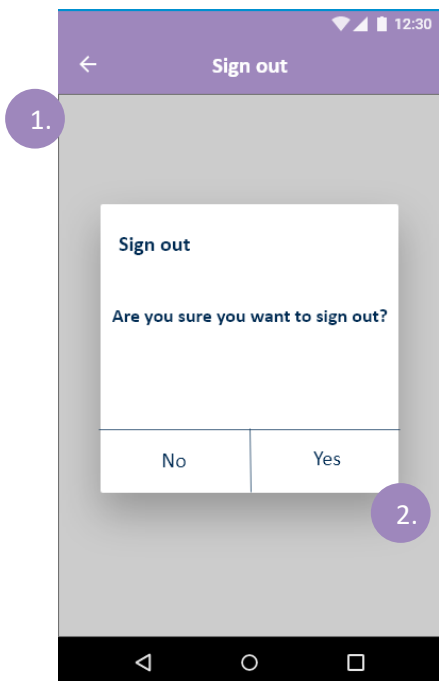 12:30
Sign out
1.
Sign out
Are you sure you want to sign out?
No Yes
2.